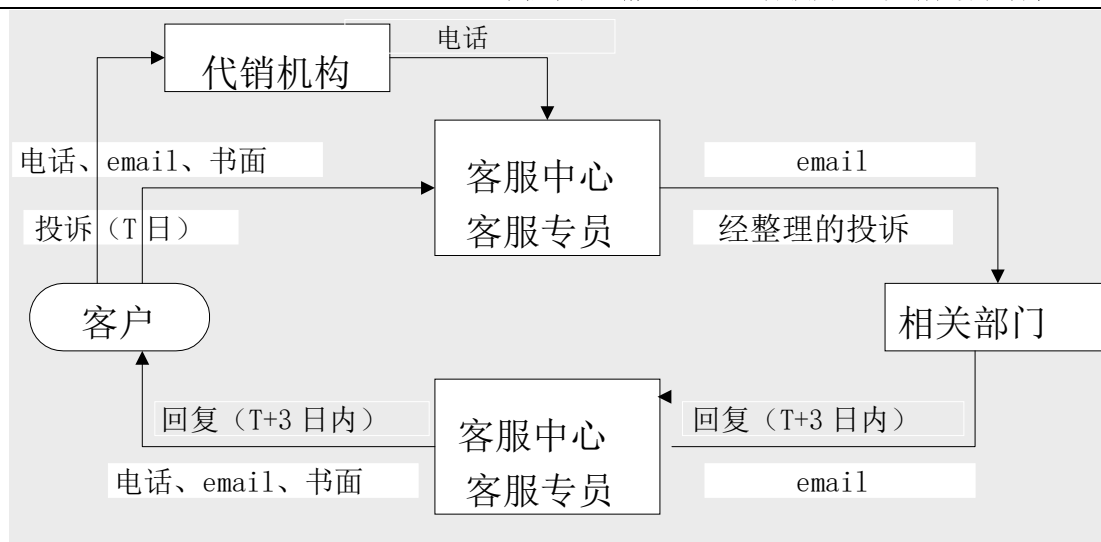 电话
代销机构
电话、email、书面
客服中心
客服专员
email
投诉（T日）
经整理的投诉
客户
相关部门
回复（T+3 日内）
客服中心
客服专员
回复（T+3 日内）
电话、email、书面
email